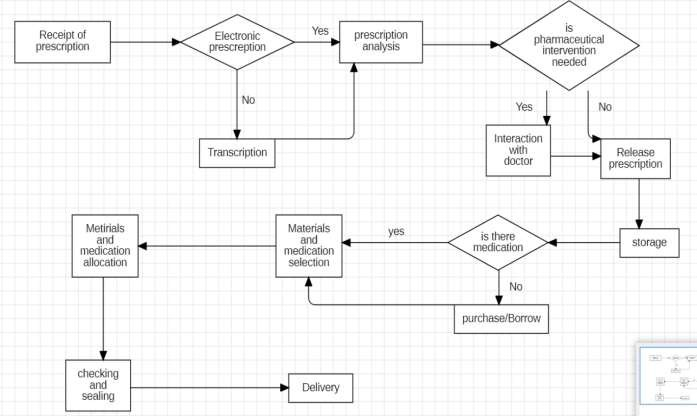 Receipt of
prescription
Electronic
prescreption
Yes
prescription
analysis
is
pharmaceutical
intervention
needed
No
Transcription
Yes
No
Interaction
with
doctor
Release
prescription
Metirials
and
medication
allocation
Materials
and
medication
selection
yes
is there
medication
storage
No
purchase/Borrow
checking
and
sealing
Delivery